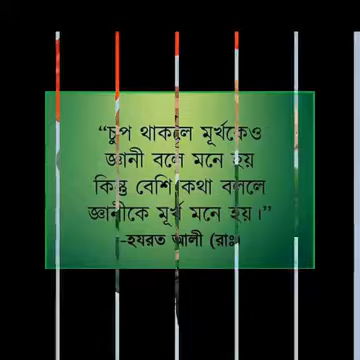 “চুপ থাকলে মূর্খকেও
জ্ঞানী বলে মনে হয়
কিন্তু বেশি কথা বললে
জ্ঞানীকে মূর্খ মনে হয়।”
-হযরত আলী (রাঃ